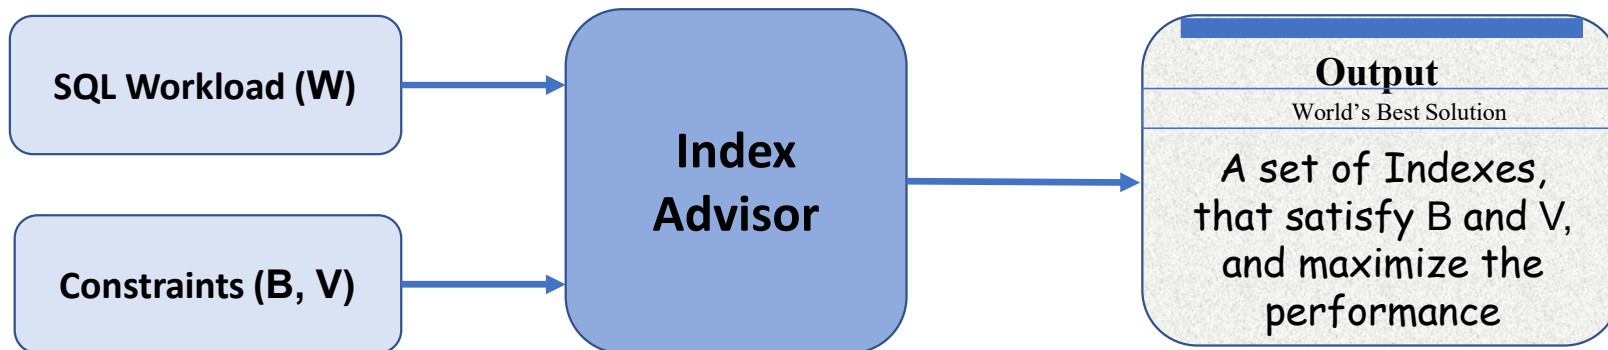 SQL Workload (W)
Constraints (B, V)
Index
Advisor
Output
World's Best Solution
A set of Indexes,
that satisfy B and V,
and maximize the
performance